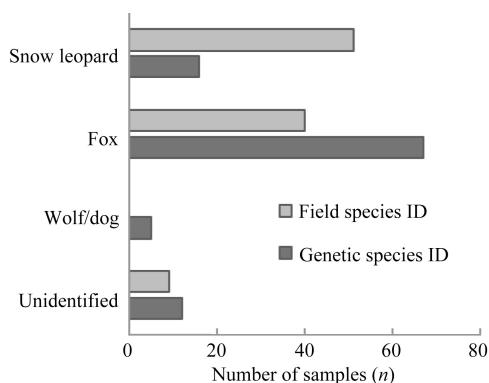 Snow leopard
Fox
Wolf/dog
Unidentified
Field species ID
Genetic species ID
0 20 40 60 80
Number of samples (n)